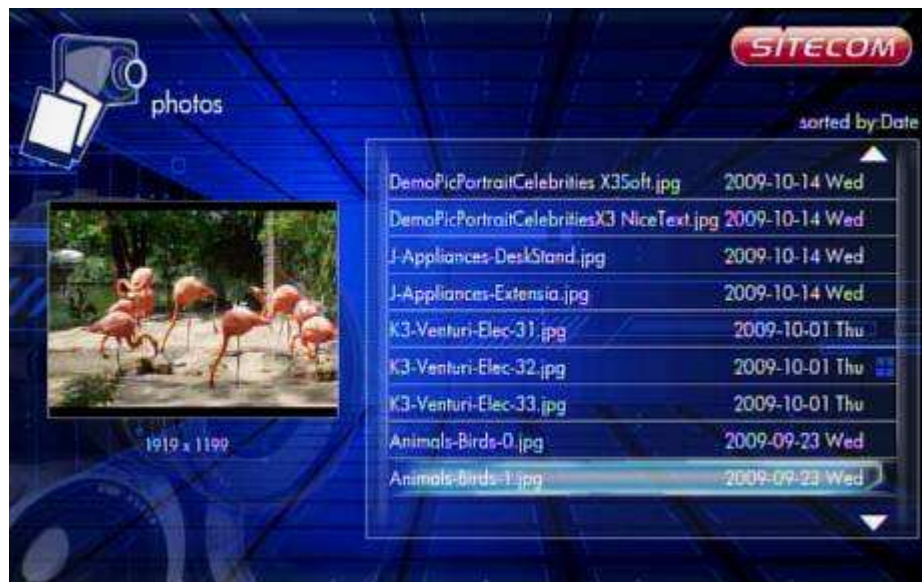 SITECOM
photos
sorted by:Date
DemoPicPortraitCelebrities X3Soft.jpg 2009-10-14 Wed
DemoPicPortraitCelebritiesX3 NiceText.jpg 2009-10-14 Wed
J-Appliances-DeskStand.jpg 2009-10-14 Wed
J-Appliances-Extensia.jpg 2009-10-14 Wed
K3-Venturi-Elec-31.jpg 2009-10-01 Thu
K3-Venturi-Elec-32.jpg 2009-10-01 Thu
K3-Venturi-Elec-33.jpg 2009-10-01 Thu
Animals-Birds-0.jpg 2009-09-23 Wed
Animals-Birds-1.jpg 2009-09-23 Wed
1919 x 1199